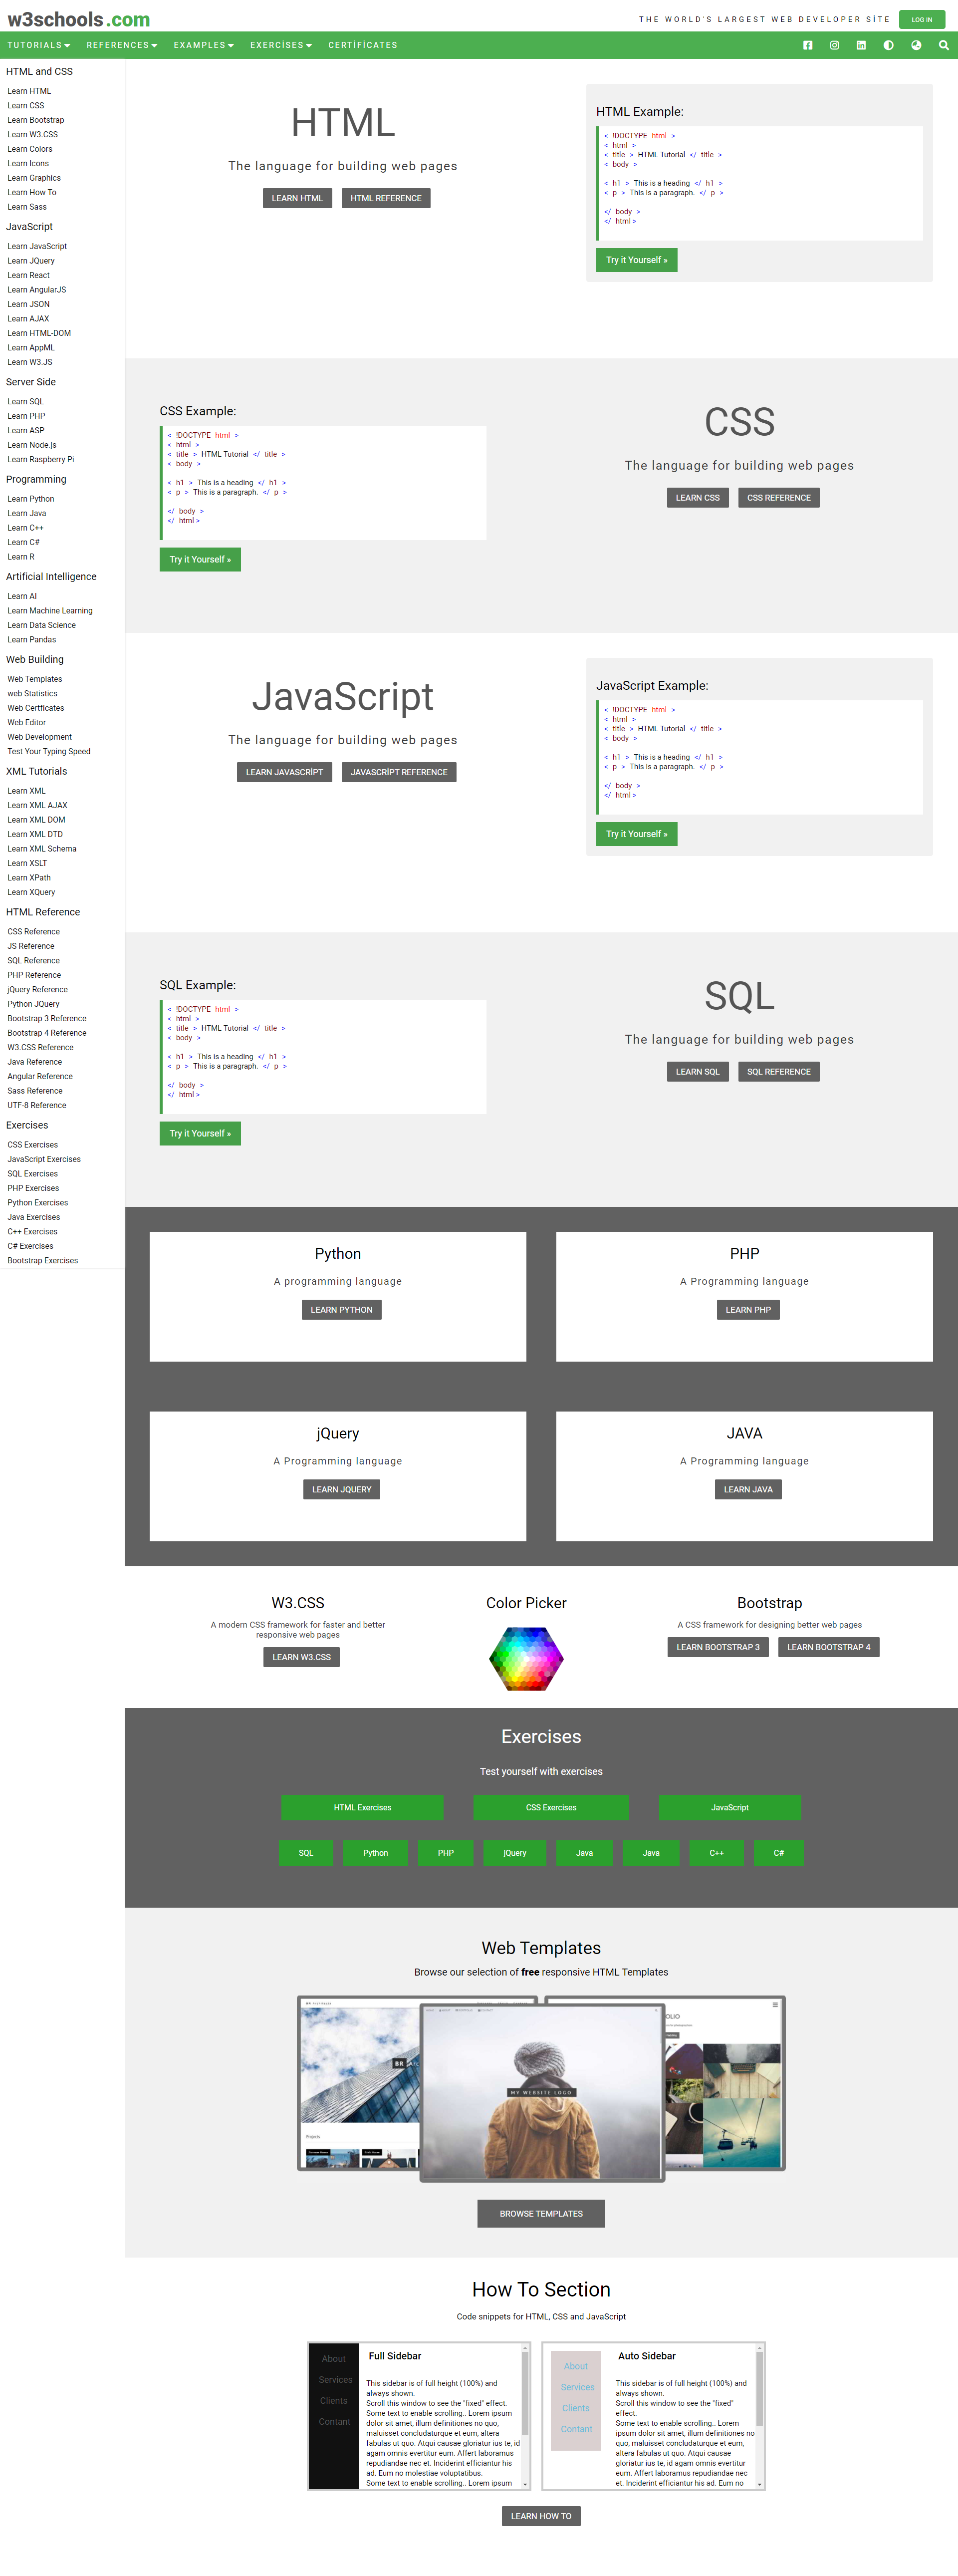 w3schools.com
THE WORLD'S LARGEST WEB DEVELOPER SİTE
LOG IN
TUTORIALS REFERENCES EXAMPLES EXERCİSES CERTİFİCATES
HTML and CSS
Learn HTML
Learn CSS
Learn Bootstrap
Learn W3.CSS
Learn Colors
Learn Icons
Learn Graphics
Learn How To
Learn Sass
JavaScript
Learn JavaScript
Learn JQuery
Learn React
Learn AngularJS
Learn JSON
Learn AJAX
Learn HTML-DOM
Learn AppML
Learn W3.JS
Server Side
Learn SQL
Learn PHP
Learn ASP
Learn Node.js
Learn Raspberry Pi
Programming
Learn Python
Learn Java
Learn C++
Learn C#
Learn R
Artificial Intelligence
Learn AI
Learn Machine Learning
Learn Data Science
Learn Pandas
Web Building
Web Templates
web Statistics
Web Certficates
Web Editor
Web Development
Test Your Typing Speed
XML Tutorials
Learn XML
Learn XML AJAX
Learn XML DOM
Learn XML DTD
Learn XML Schema
Learn XSLT
Learn XPath
Learn XQuery
HTML Reference
CSS Reference
JS Reference
SQL Reference
PHP Reference
jQuery Reference
Python JQuery
Bootstrap 3 Reference
Bootstrap 4 Reference
W3.CSS Reference
Java Reference
Angular Reference
Sass Reference
UTF-8 Reference
Exercises
CSS Exercises
JavaScript Exercises
SQL Exercises
PHP Exercises
Python Exercises
Java Exercises
C++ Exercises
C# Exercises
Bootstrap Exercises
HTML
The language for building web pages
LEARN HTML HTML REFERENCE
HTML Example:
< !DOCTYPE html >
< html >
< title > HTML Tutorial </ title >
< body >
< h1 > This is a heading </ h1 >
< p > This is a paragraph. </ p >
</ body >
</ html >
Try it Yourself »
CSS Example:
< !DOCTYPE html >
< html >
< title > HTML Tutorial </ title >
< body >
< h1 > This is a heading </ h1 >
< p > This is a paragraph. </ p >
</ body >
</ html >
Try it Yourself »
CSS
The language for building web pages
LEARN CSS CSS REFERENCE
JavaScript
The language for building web pages
LEARN JAVASCRİPT JAVASCRİPT REFERENCE
JavaScript Example:
< !DOCTYPE html >
< html >
< title > HTML Tutorial </ title >
< body >
< h1 > This is a heading </ h1 >
< p > This is a paragraph. </ p >
</ body >
</ html >
Try it Yourself »
SQL Example:
< !DOCTYPE html >
< html >
< title > HTML Tutorial </ title >
< body >
< h1 > This is a heading </ h1 >
< p > This is a paragraph. </ p >
</ body >
</ html >
Try it Yourself »
SQL
The language for building web pages
LEARN SQL SQL REFERENCE
Python
A programming language
LEARN PYTHON
PHP
A Programming language
LEARN PHP
jQuery
A Programming language
LEARN JQUERY
JAVA
A Programming language
LEARN JAVA
W3.CSS
A modern CSS framework for faster and better
responsive web pages
LEARN W3.CSS
Color Picker
Bootstrap
A CSS framework for designing better web pages
LEARN BOOTSTRAP 3 LEARN BOOTSTRAP 4
Exercises
Test yourself with exercises
HTML Exercises CSS Exercises JavaScript
SQL Python PHP jQuery Java Java C++ C#
Web Templates
Browse our selection of free responsive HTML Templates
BR
Projects
MY WEBSITE LOGO
OLIO
BROWSE TEMPLATES
How To Section
Code snippets for HTML, CSS and JavaScript
About
Services
Clients
Contant
Full Sidebar
This sidebar is of full height (100%) and
always shown.
Scroll this window to see the "fixed" effect.
Some text to enable scrolling.. Lorem ipsum
dolor sit amet, illum definitiones no quo,
maluisset concludaturque et eum, altera
fabulas ut quo. Atqui causae gloriatur ius te, id
agam omnis evertitur eum. Affert laboramus
repudiandae nec et. Inciderint efficiantur his
ad. Eum no molestiae voluptatibus.
Some text to enable scrolling.. Lorem ipsum
About
Services
Clients
Contant
Auto Sidebar
This sidebar is of full height (100%) and
always shown.
Scroll this window to see the "fixed"
effect.
Some text to enable scrolling.. Lorem
ipsum dolor sit amet, illum definitiones no
quo, maluisset concludaturque et eum,
altera fabulas ut quo. Atqui causae
gloriatur ius te, id agam omnis evertitur
eum. Affert laboramus repudiandae nec
et. Inciderint efficiantur his ad. Eum no
LEARN HOW TO